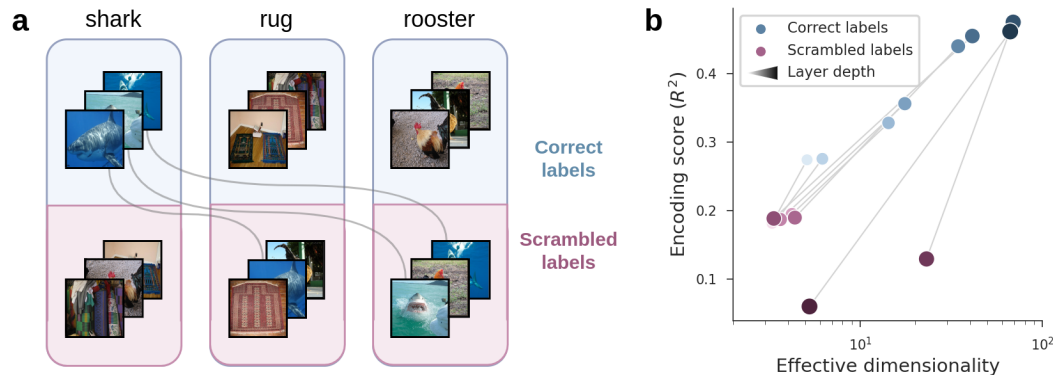 a
shark
rug
rooster
Correct
labels
Scrambled
labels
b
Correct labels
Scrambled labels
Layer depth
Encoding score (R²)
0.4
0.3
0.2
0.1
10¹
10²
Effective dimensionality